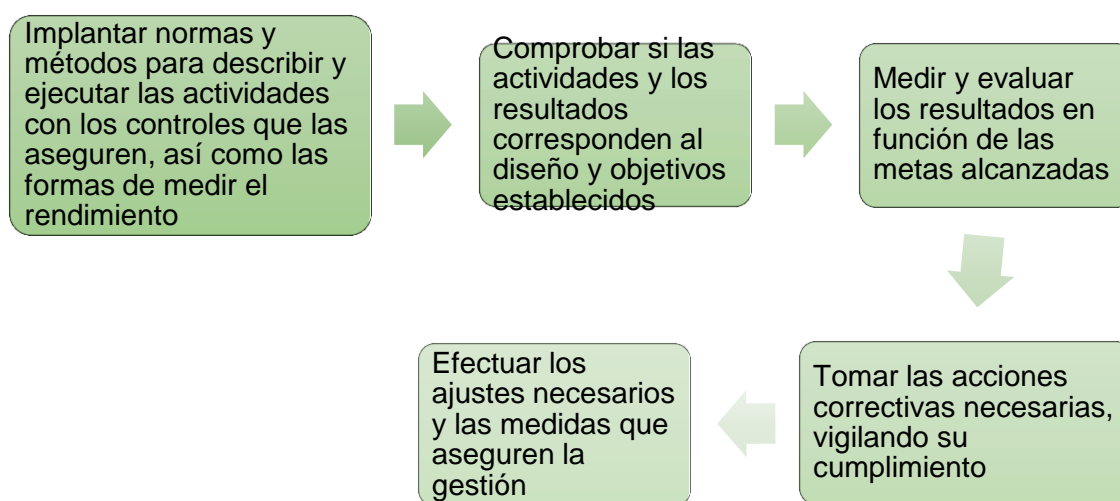 Implantar normas y
métodos para describir y
ejecutar las actividades
con los controles que las
aseguren, así como las
formas de medir el
rendimiento
Comprobar si las
actividades y los
resultados
corresponden al
diseño y objetivos
establecidos
Medir y evaluar
los resultados en
función de las
metas alcanzadas
Tomar las acciones
correctivas necesarias,
vigilando su
cumplimiento
Efectuar los
ajustes necesarios
y las medidas que
aseguren la
gestión